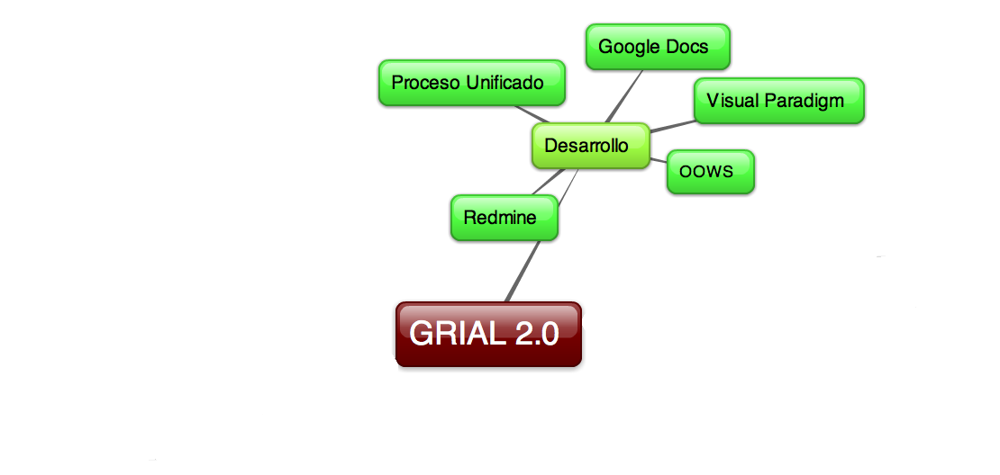 Google Docs
Proceso Unificado
Visual Paradigm
Desarrollo
OOWS
Redmine
GRIAL 2.0